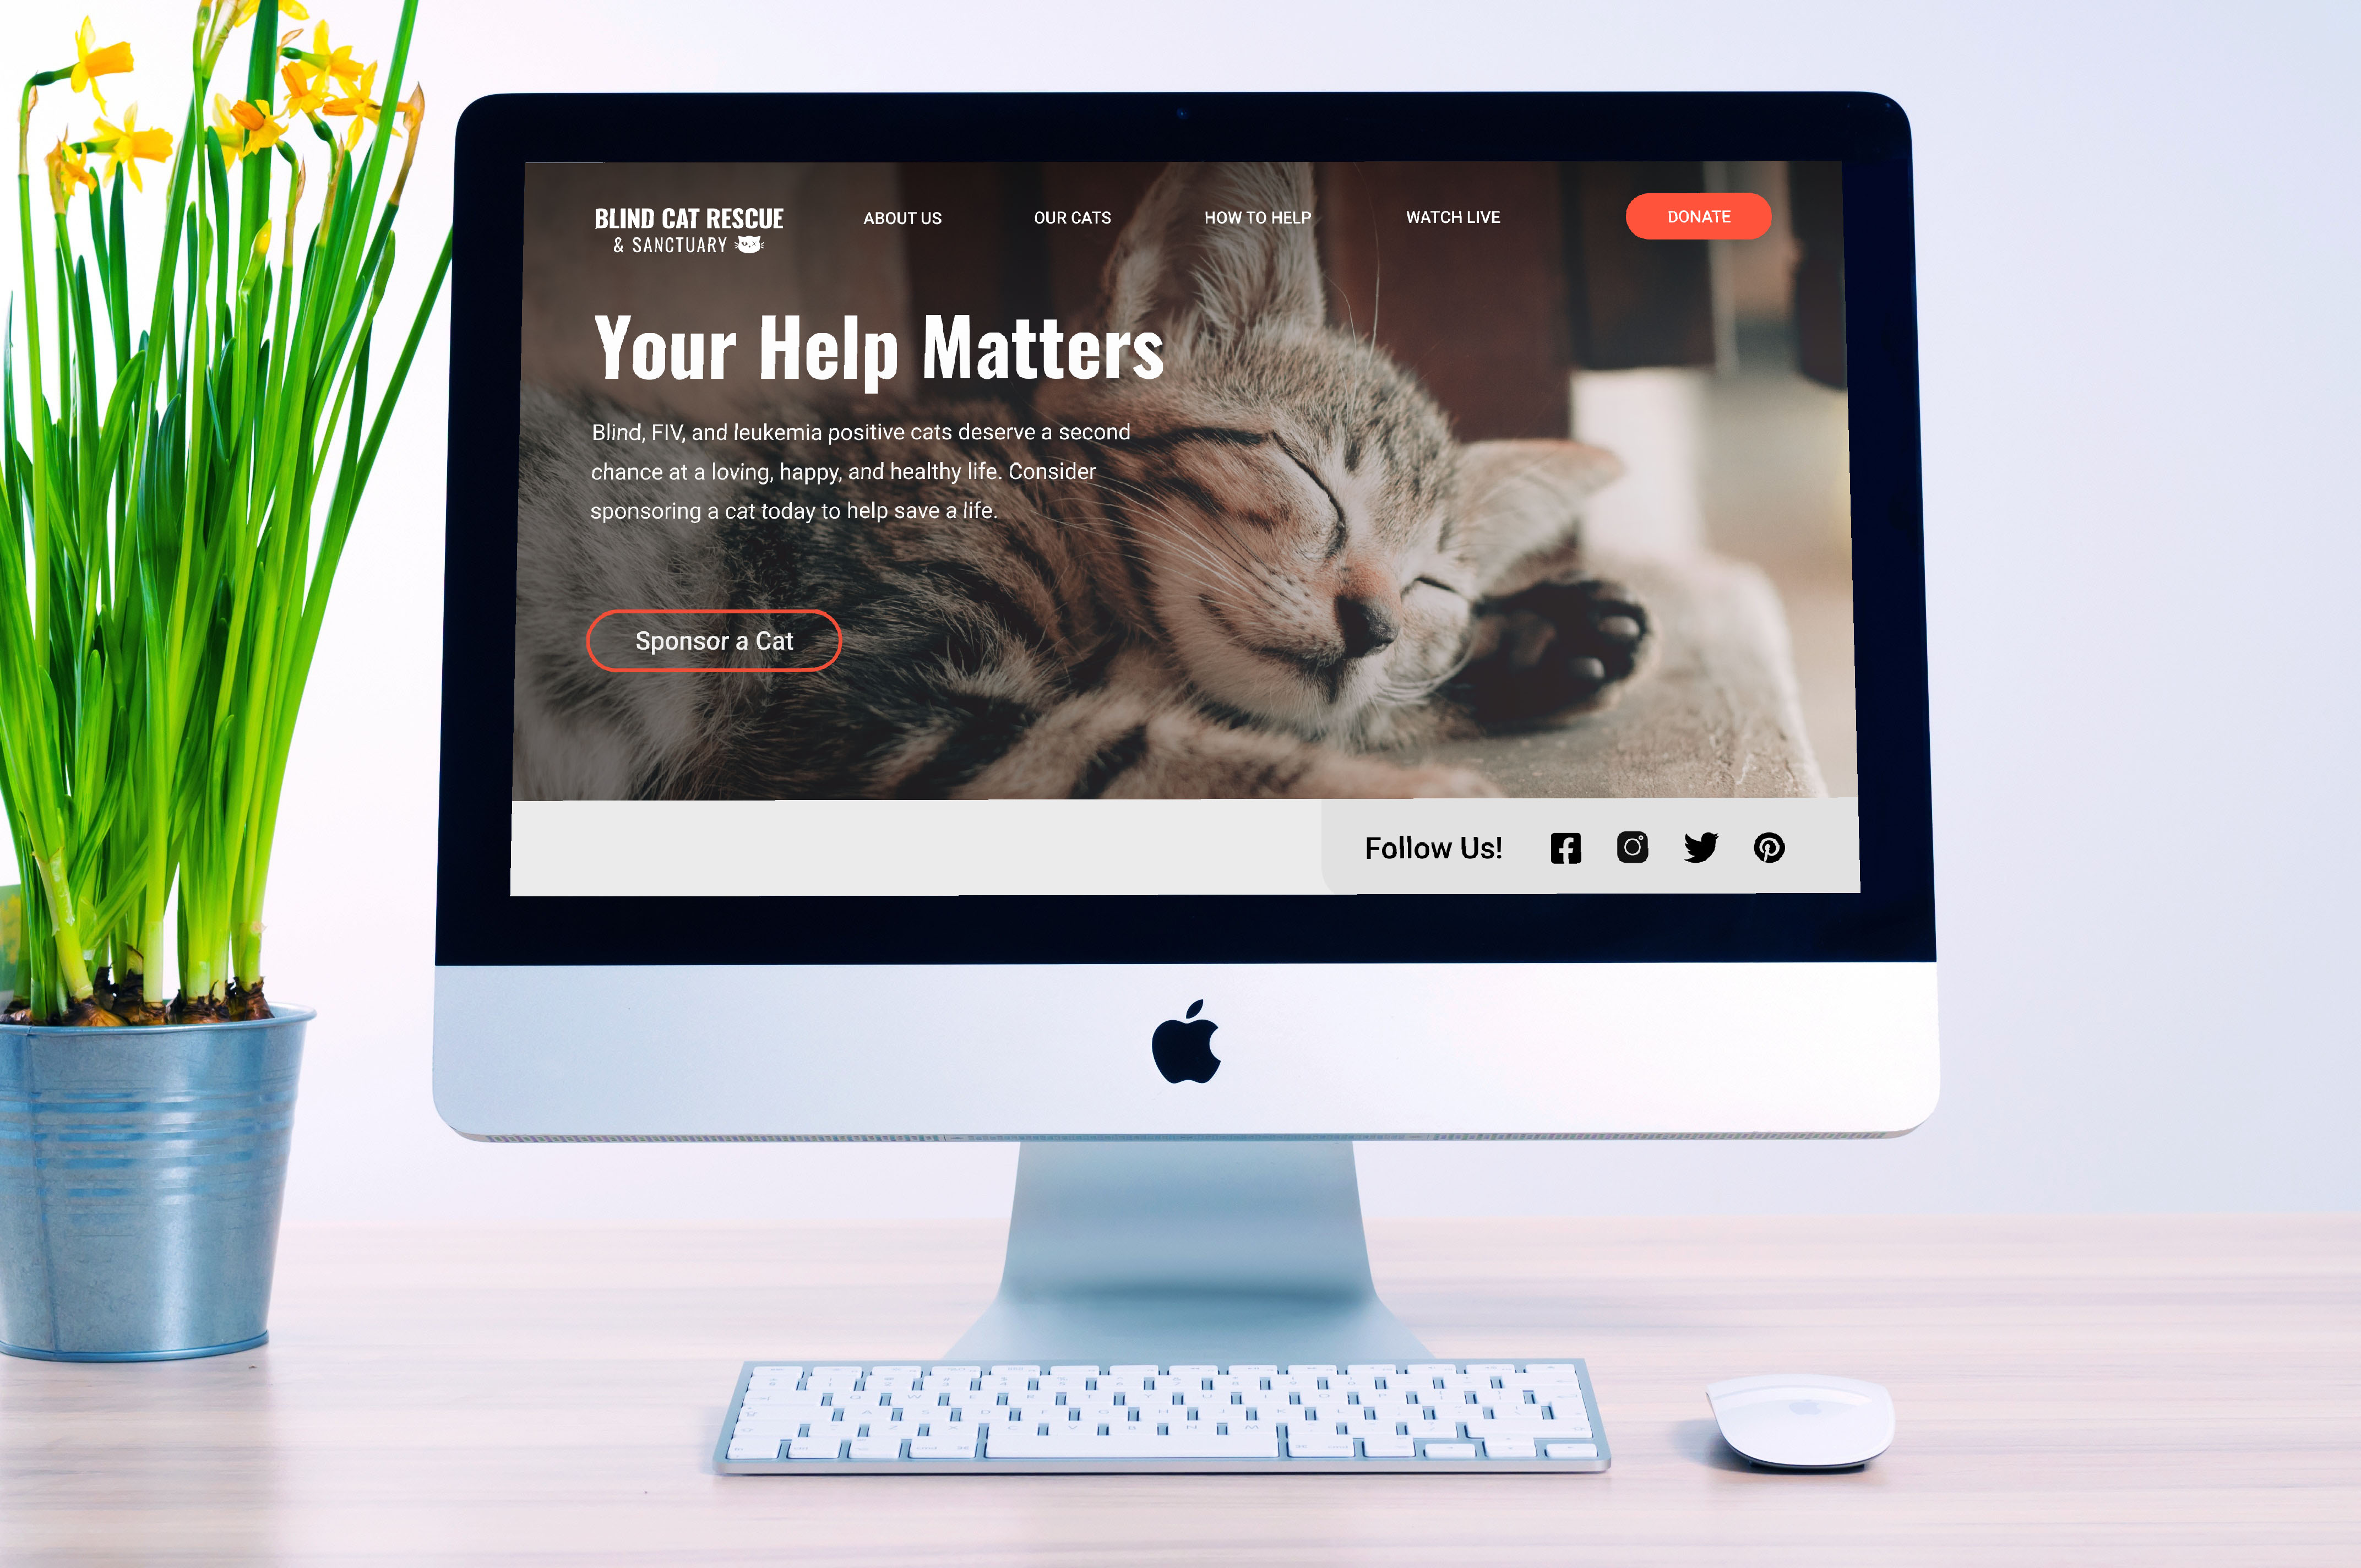 BLIND CAT RESCUE
& SANCTUARY
ABOUT US
OUR CATS
HOW TO HELP
WATCH LIVE
DONATE
Your Help Matters
Blind, FIV, and leukemia positive cats deserve a second
chance at a loving, happy, and healthy life. Consider
sponsoring a cat today to help save a life.
Sponsor a Cat
Follow Us!